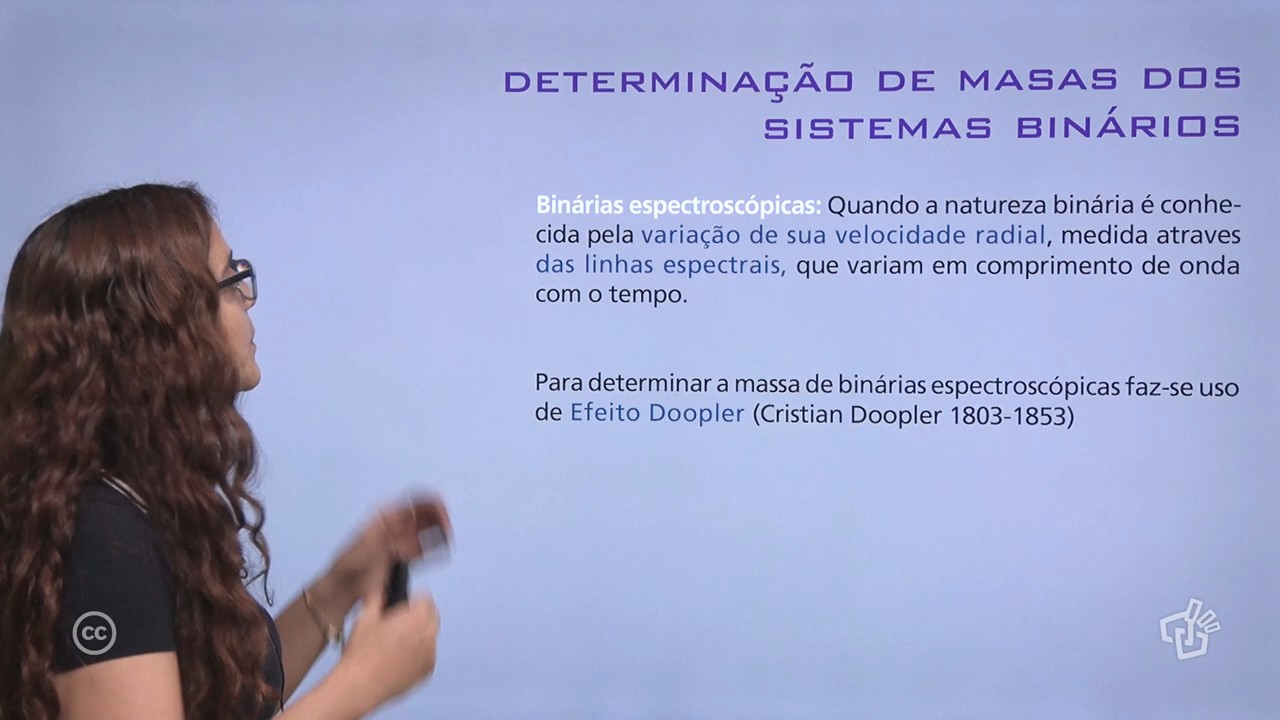 DETERMINAÇÃO DE MASAS DOS
SISTEMAS BINÁRIOS
Binárias espectroscópicas: Quando a natureza binária é conhe-
cida pela variação de sua velocidade radial, medida atraves
das linhas espectrais, que variam em comprimento de onda
com o tempo.
Para determinar a massa de binárias espectroscópicas faz-se uso
de Efeito Doopler (Cristian Doopler 1803-1853)
cc